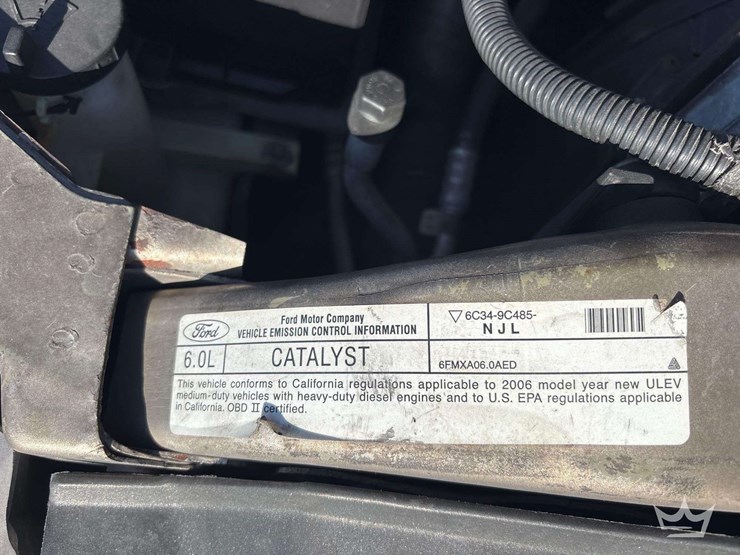 Ford
Ford Motor Company
VEHICLE EMISSION CONTROL INFORMATION
▽ 6C34-9C485-
NJL
6.0L
CATALYST
6FMXA06.0AED
This vehicle conforms to California regulations applicable to 2006 model year new ULEV
medium-duty vehicles with heavy-duty diesel engines and to U.S. EPA regulations applicable
in California. OBD II certified.